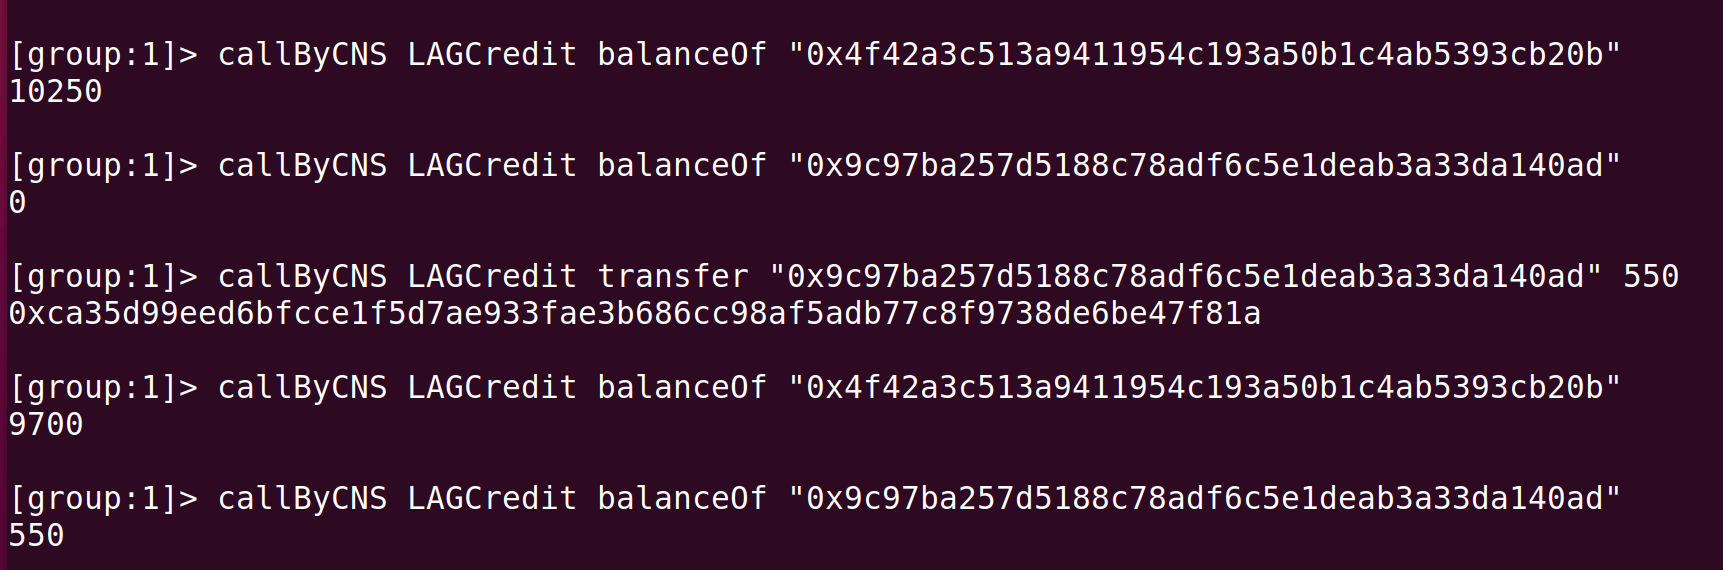 [group:1]> callByCNS LAGCredit balanceOf "0x4f42a3c513a9411954c193a50b1c4ab5393cb20b"
10250
[group:1]> callByCNS LAGCredit balanceOf "0x9c97ba257d5188c78adf6c5e1deab3a33da140ad"
0
[group:1]> callByCNS LAGCredit transfer "0x9c97ba257d5188c78adf6c5e1deab3a33da140ad" 550
0xca35d99eed6bfcce1f5d7ae933fae3b686cc98af5adb77c8f9738de6be47f81a
[group:1]> callByCNS LAGCredit balanceOf "0x4f42a3c513a9411954c193a50b1c4ab5393cb20b"
9700
[group:1]> callByCNS LAGCredit balanceOf "0x9c97ba257d5188c78adf6c5e1deab3a33da140ad"
550